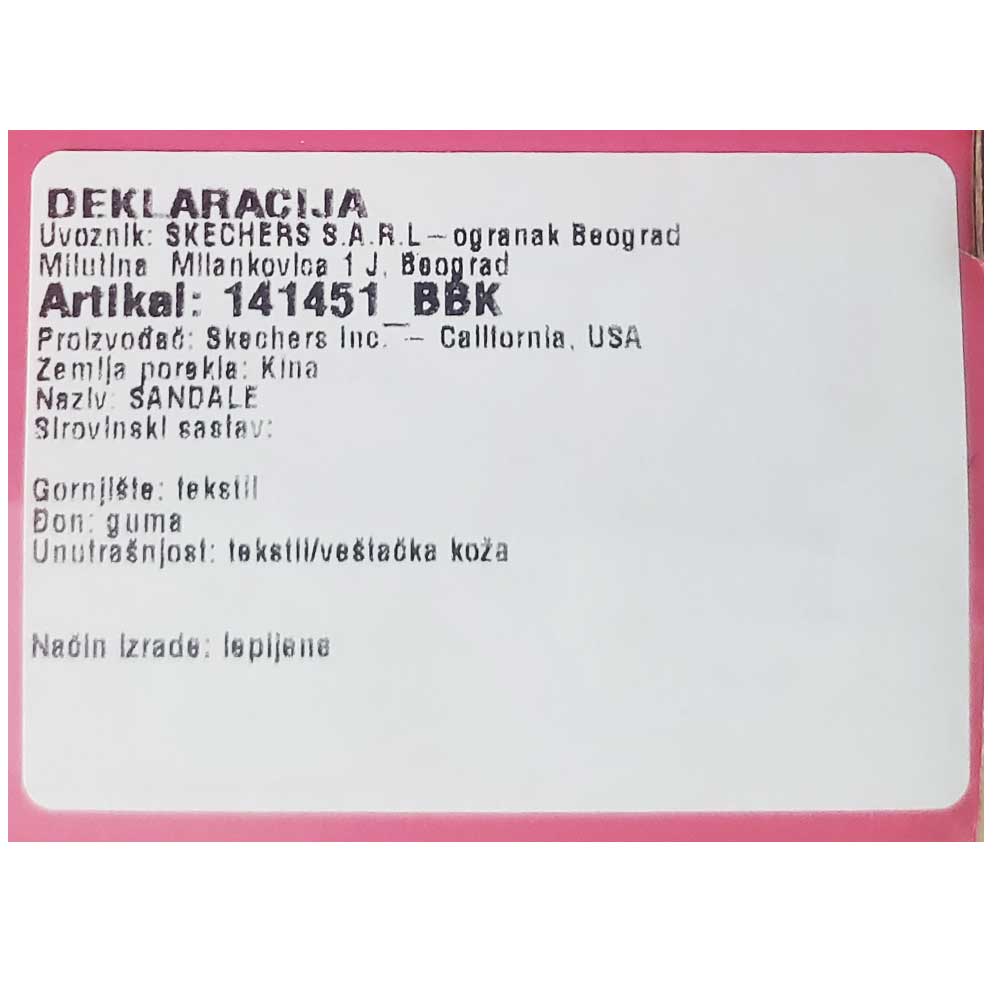 DEKLARACIJA
Uvoznik: SKECHERS S.A.R.L – ogranak Beograd
Milutina Milankovica 1 J, Beograd
Artikal: 141451_BBK
Proizvođač: Skechers Inc. – California, USA
Zemlja porekla: Kina
Naziv: SANDALE
Sirovinski sastav:
Gornjište: tekstil
Đon: guma
Unutrašnjost: tekstil/veštačka koža
Način izrade: lepljene